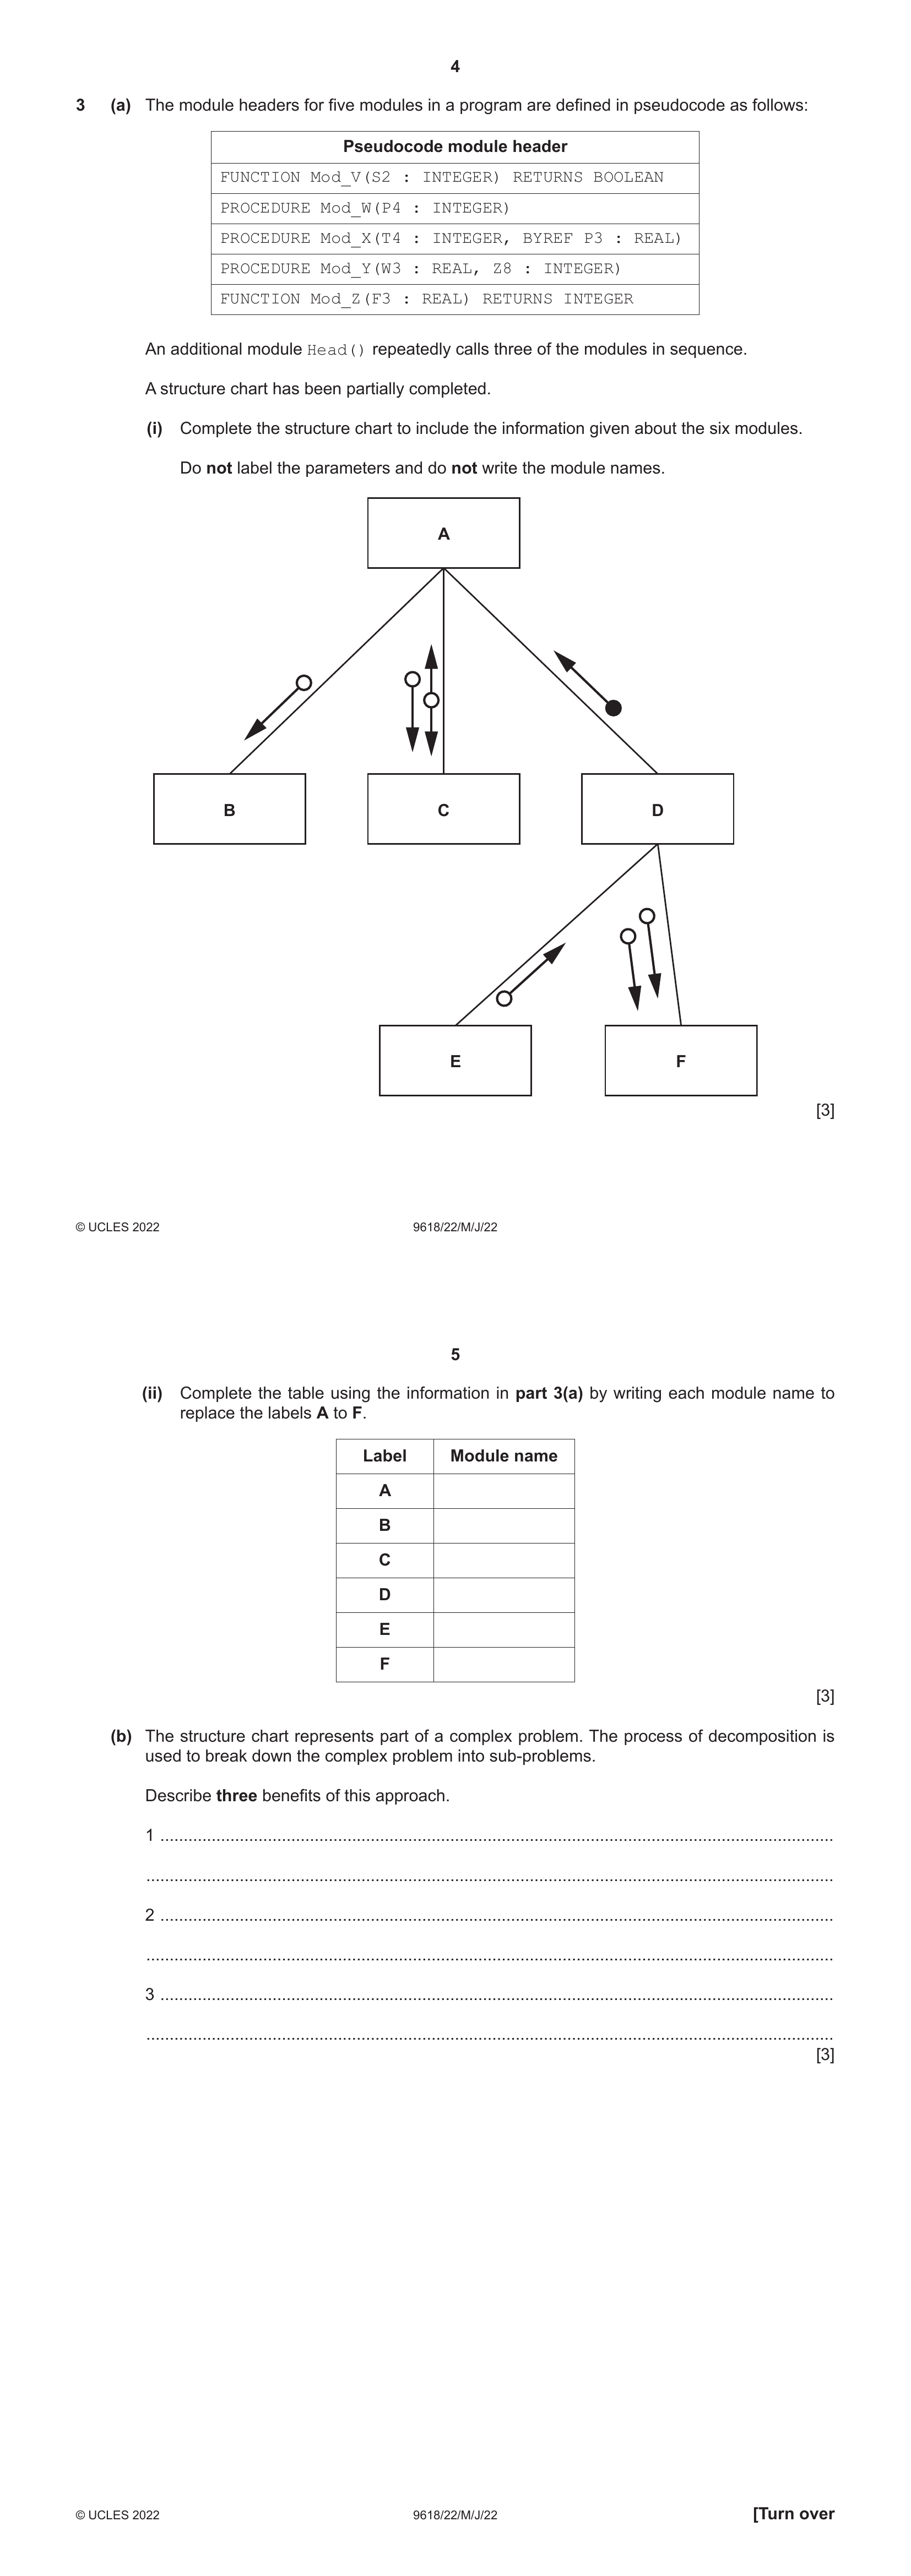 4
3 (a) The module headers for five modules in a program are defined in pseudocode as follows:
Pseudocode module header
FUNCTION Mod_V(S2 : INTEGER) RETURNS BOOLEAN
PROCEDURE Mod_W(P4 : INTEGER)
PROCEDURE Mod_X(T4 : INTEGER, BYREF P3 : REAL)
PROCEDURE Mod_Y(W3 : REAL, Z8 : INTEGER)
FUNCTION Mod_Z(F3 : REAL) RETURNS INTEGER
An additional module Head() repeatedly calls three of the modules in sequence.
A structure chart has been partially completed.
(i) Complete the structure chart to include the information given about the six modules.
Do not label the parameters and do not write the module names.
A
B C D
E F
[3]
© UCLES 2022 9618/22/M/J/22
5
(ii) Complete the table using the information in part 3(a) by writing each module name to
replace the labels A to F.
Label Module name
A
B
C
D
E
F
[3]
(b) The structure chart represents part of a complex problem. The process of decomposition is
used to break down the complex problem into sub-problems.
Describe three benefits of this approach.
1 ....................................................................................................................................................
....................................................................................................................................................
2 ....................................................................................................................................................
....................................................................................................................................................
3 ....................................................................................................................................................
....................................................................................................................................................
[3]
© UCLES 2022 9618/22/M/J/22 [Turn over